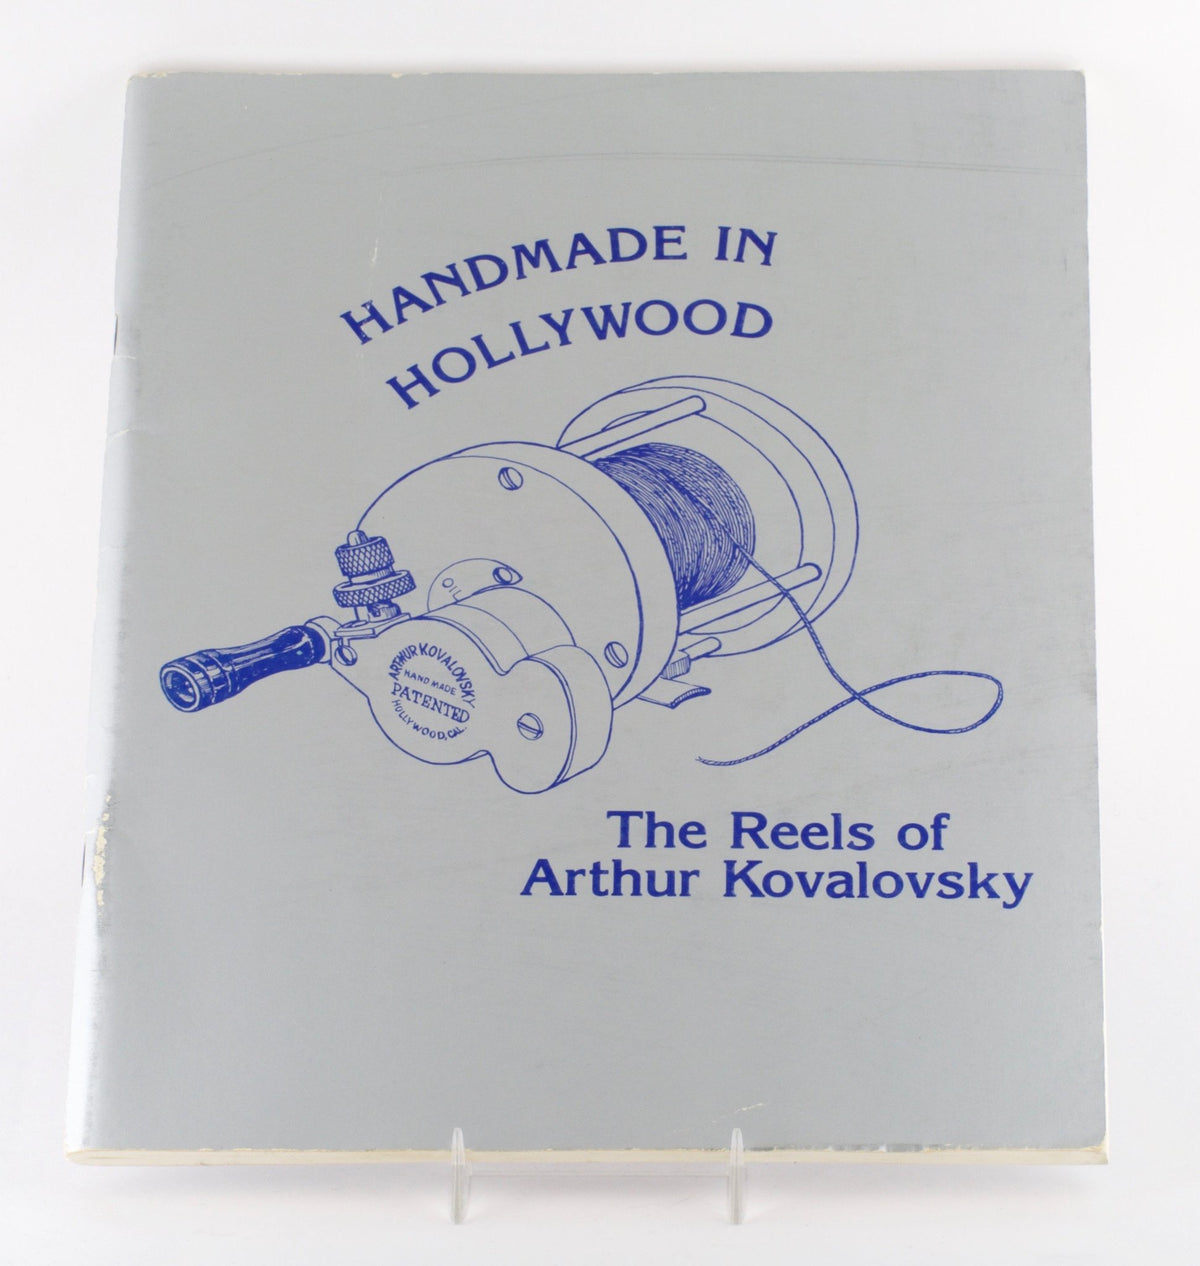 HANDMADE IN
HOLLYWOOD
OIL
ARTHUR KOVALOVSKY
HAND MADE
PATENTED
HOLLYWOOD, CAL.
The Reels of
Arthur Kovalovsky